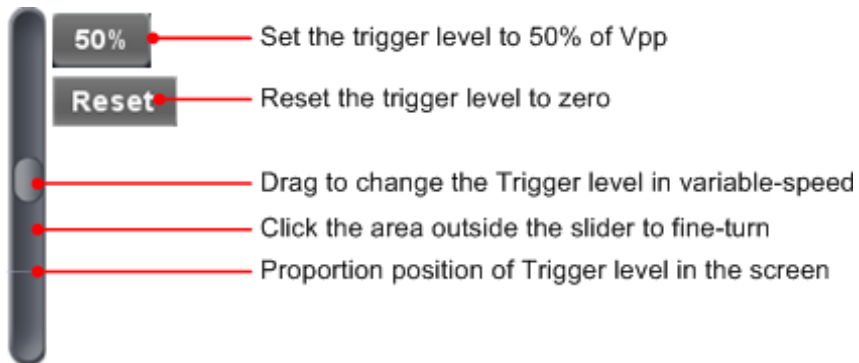 50% Set the trigger level to 50% of Vpp
Reset Reset the trigger level to zero
Drag to change the Trigger level in variable-speed
Click the area outside the slider to fine-turn
Proportion position of Trigger level in the screen